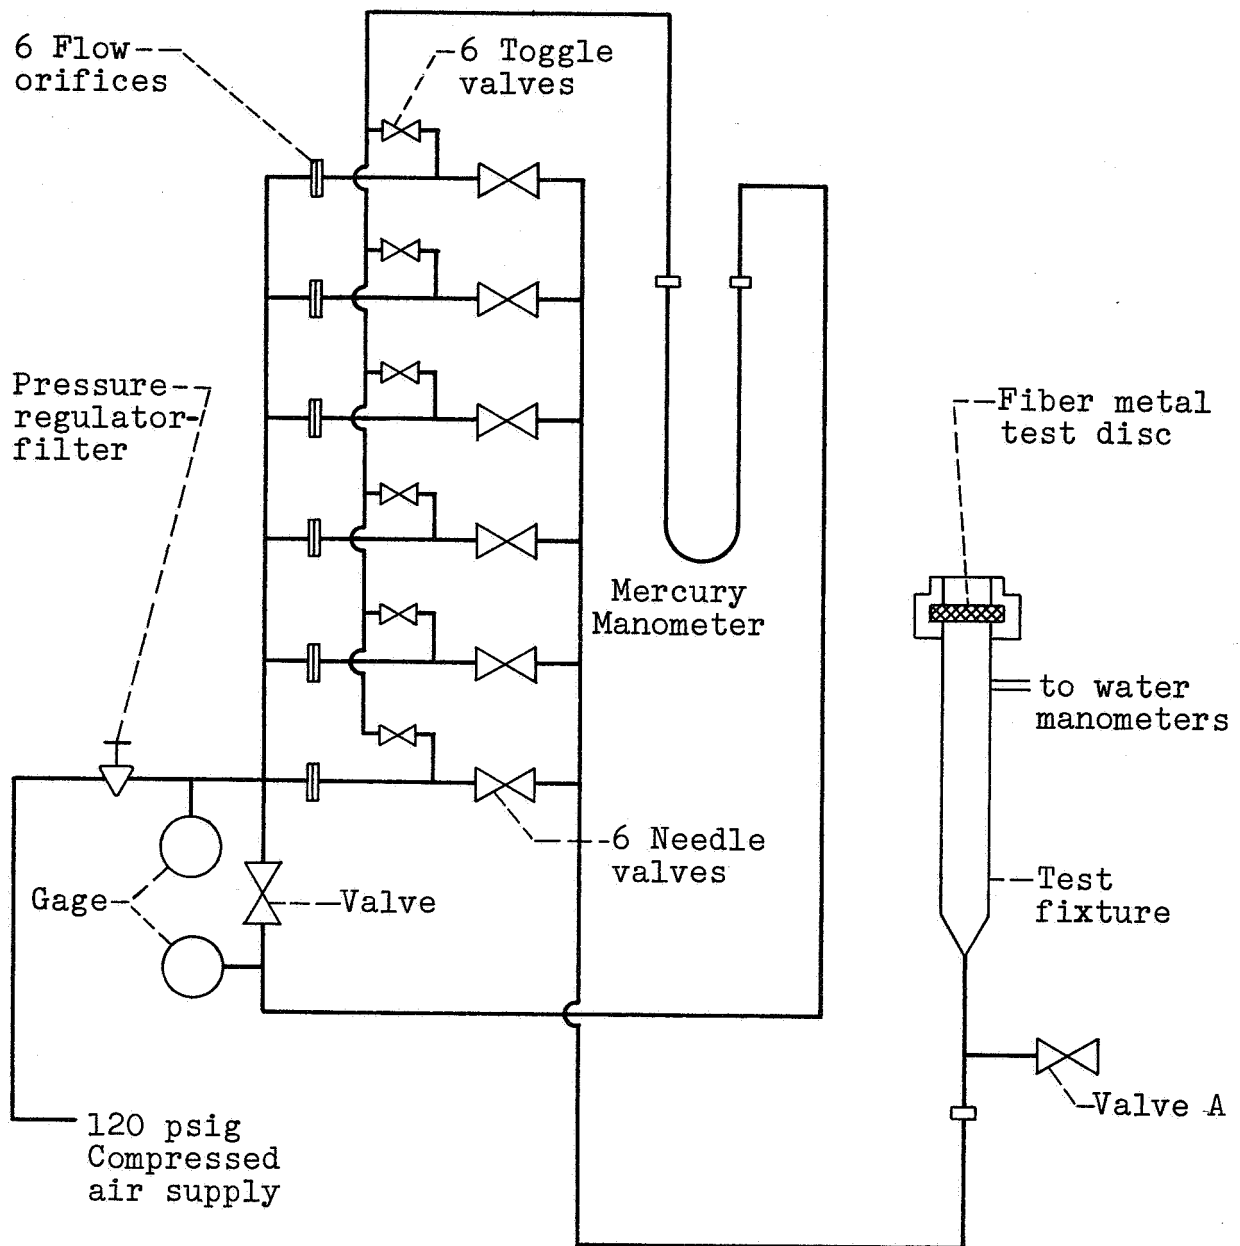 6 Flow
orifices
6 Toggle
valves
Pressure
regulator-
filter
Fiber metal
test disc
Mercury
Manometer
to water
manometers
6 Needle
valves
Gage
Valve
Test
fixture
Valve A
120 psig
Compressed
air supply